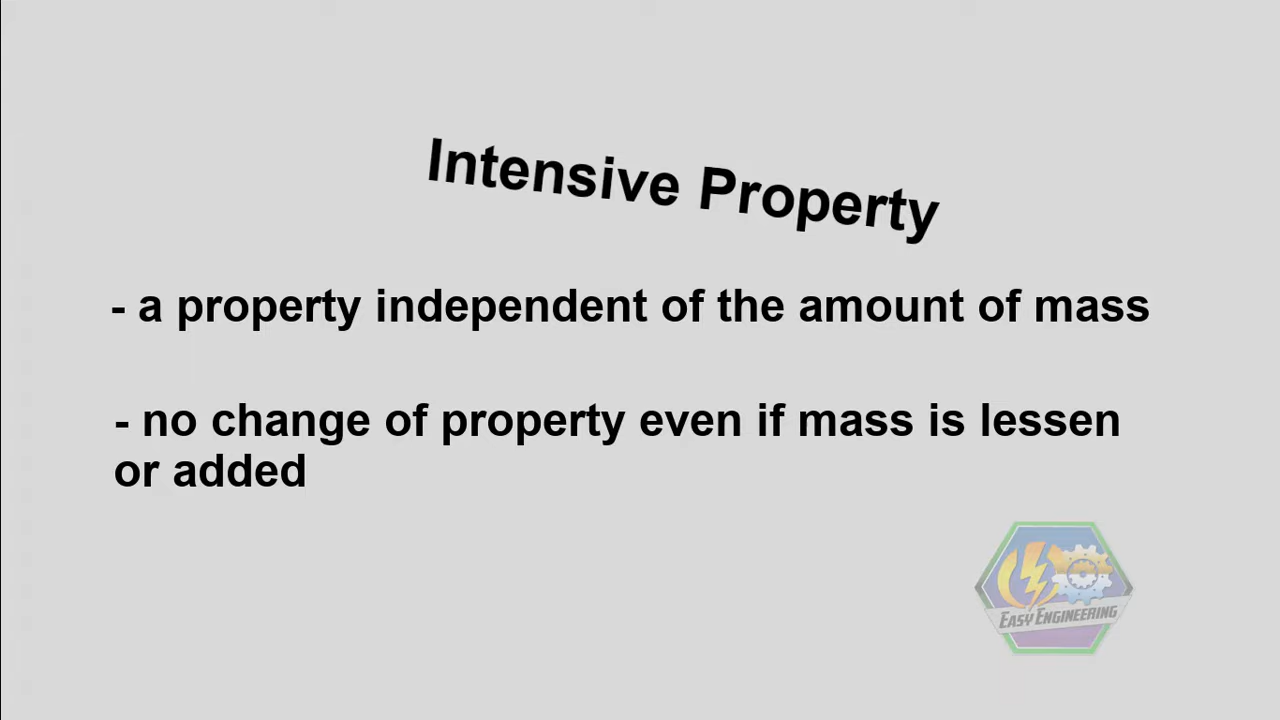 Intensive Property
- a property independent of the amount of mass
- no change of property even if mass is lessen
or added
EASY ENGINEERING